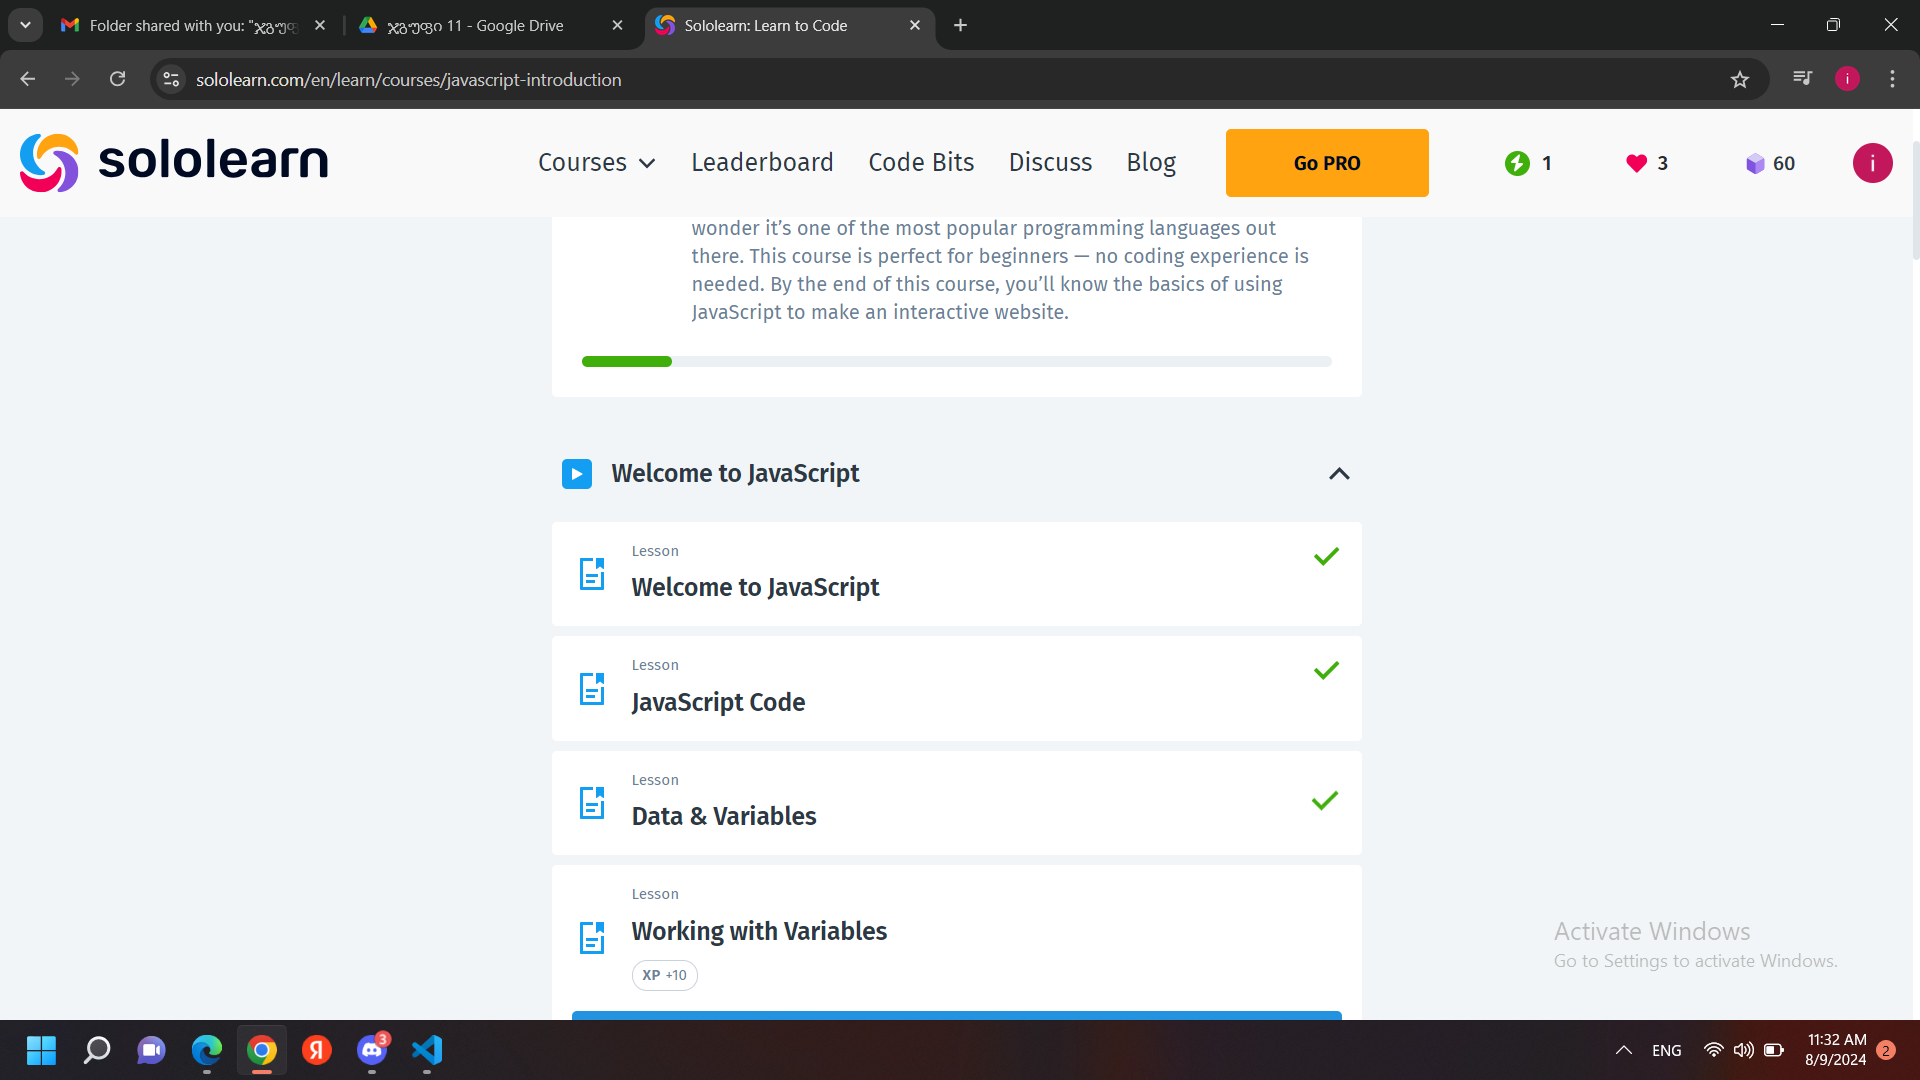 Folder shared with you: "ჯგუფ
ჯგუფი 11 - Google Drive
Sololearn: Learn to Code
sololearn.com/en/learn/courses/javascript-introduction
i
sololearn
Courses
Leaderboard
Code Bits
Discuss
Blog
Go PRO
1
3
60
i
wonder it’s one of the most popular programming languages out
there. This course is perfect for beginners — no coding experience is
needed. By the end of this course, you’ll know the basics of using
JavaScript to make an interactive website.
Welcome to JavaScript
Lesson
Welcome to JavaScript
Lesson
JavaScript Code
Lesson
Data & Variables
Lesson
Working with Variables
XP +10
Activate Windows
Go to Settings to activate Windows.
Я
3
ENG
11:32 AM
8/9/2024
2